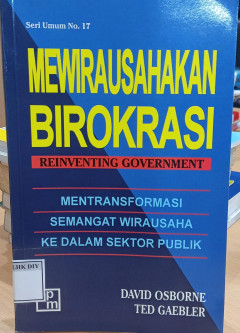 Seri Umum No. 17
MEWIRAUSAHAKAN
BIROKRASI
REINVENTING GOVERNMENT
MENTRANSFORMASI
SEMANGAT WIRAUSAHA
KE DALAM SEKTOR PUBLIK
DAVID OSBORNE
TED GAEBLER